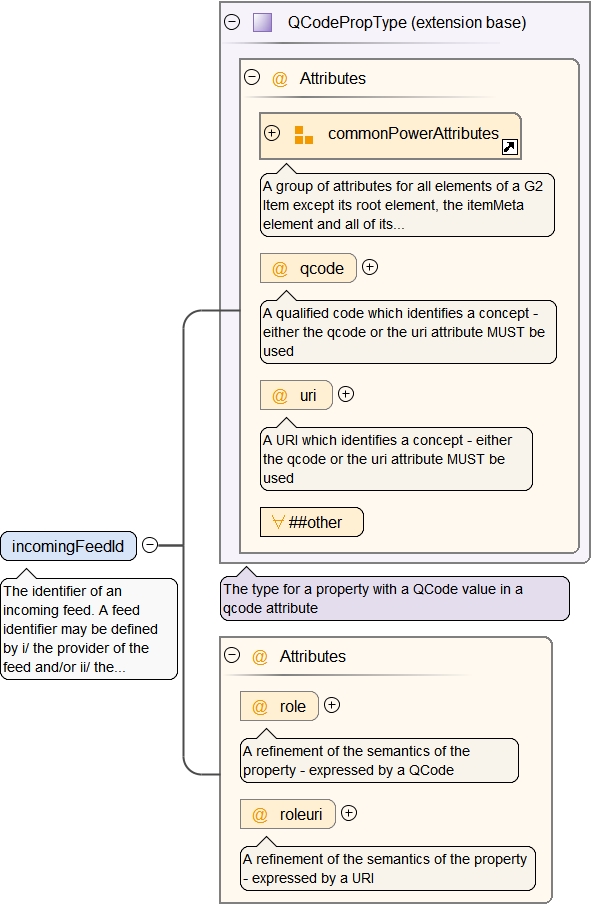 QCodePropType (extension base)
@ Attributes
commonPowerAttributes
A group of attributes for all elements of a G2
Item except its root element, the itemMeta
element and all of its...
@ qcode
A qualified code which identifies a concept -
either the qcode or the uri attribute MUST be
used
@ uri
A URI which identifies a concept - either
the qcode or the uri attribute MUST be
used
∀ ##other
incomingFeedId
The identifier of an
incoming feed. A feed
identifier may be defined
by i/ the provider of the
feed and/or ii/ the...
The type for a property with a QCode value in a
qcode attribute
@ Attributes
@ role
A refinement of the semantics of the
property - expressed by a QCode
@ roleuri
A refinement of the semantics of the property
- expressed by a URI